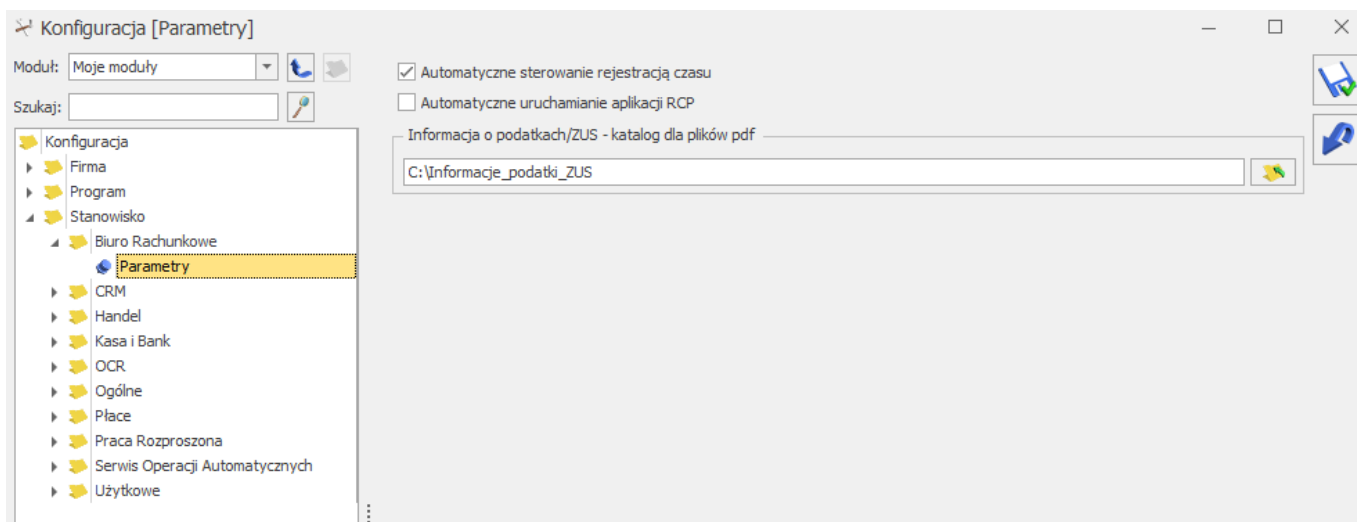 Konfiguracja [Parametry]
Moduł: Moje moduły
Szukaj:
Konfiguracja
Firma
Program
Stanowisko
Biuro Rachunkowe
Parametry
CRM
Handel
Kasa i Bank
OCR
Ogólne
Płace
Praca Rozproszona
Serwis Operacji Automatycznych
Użytkowe
Automatyczne sterowanie rejestracją czasu
Automatyczne uruchamianie aplikacji RCP
Informacja o podatkach/ZUS - katalog dla plików pdf
C:\Informacje_podatki_ZUS